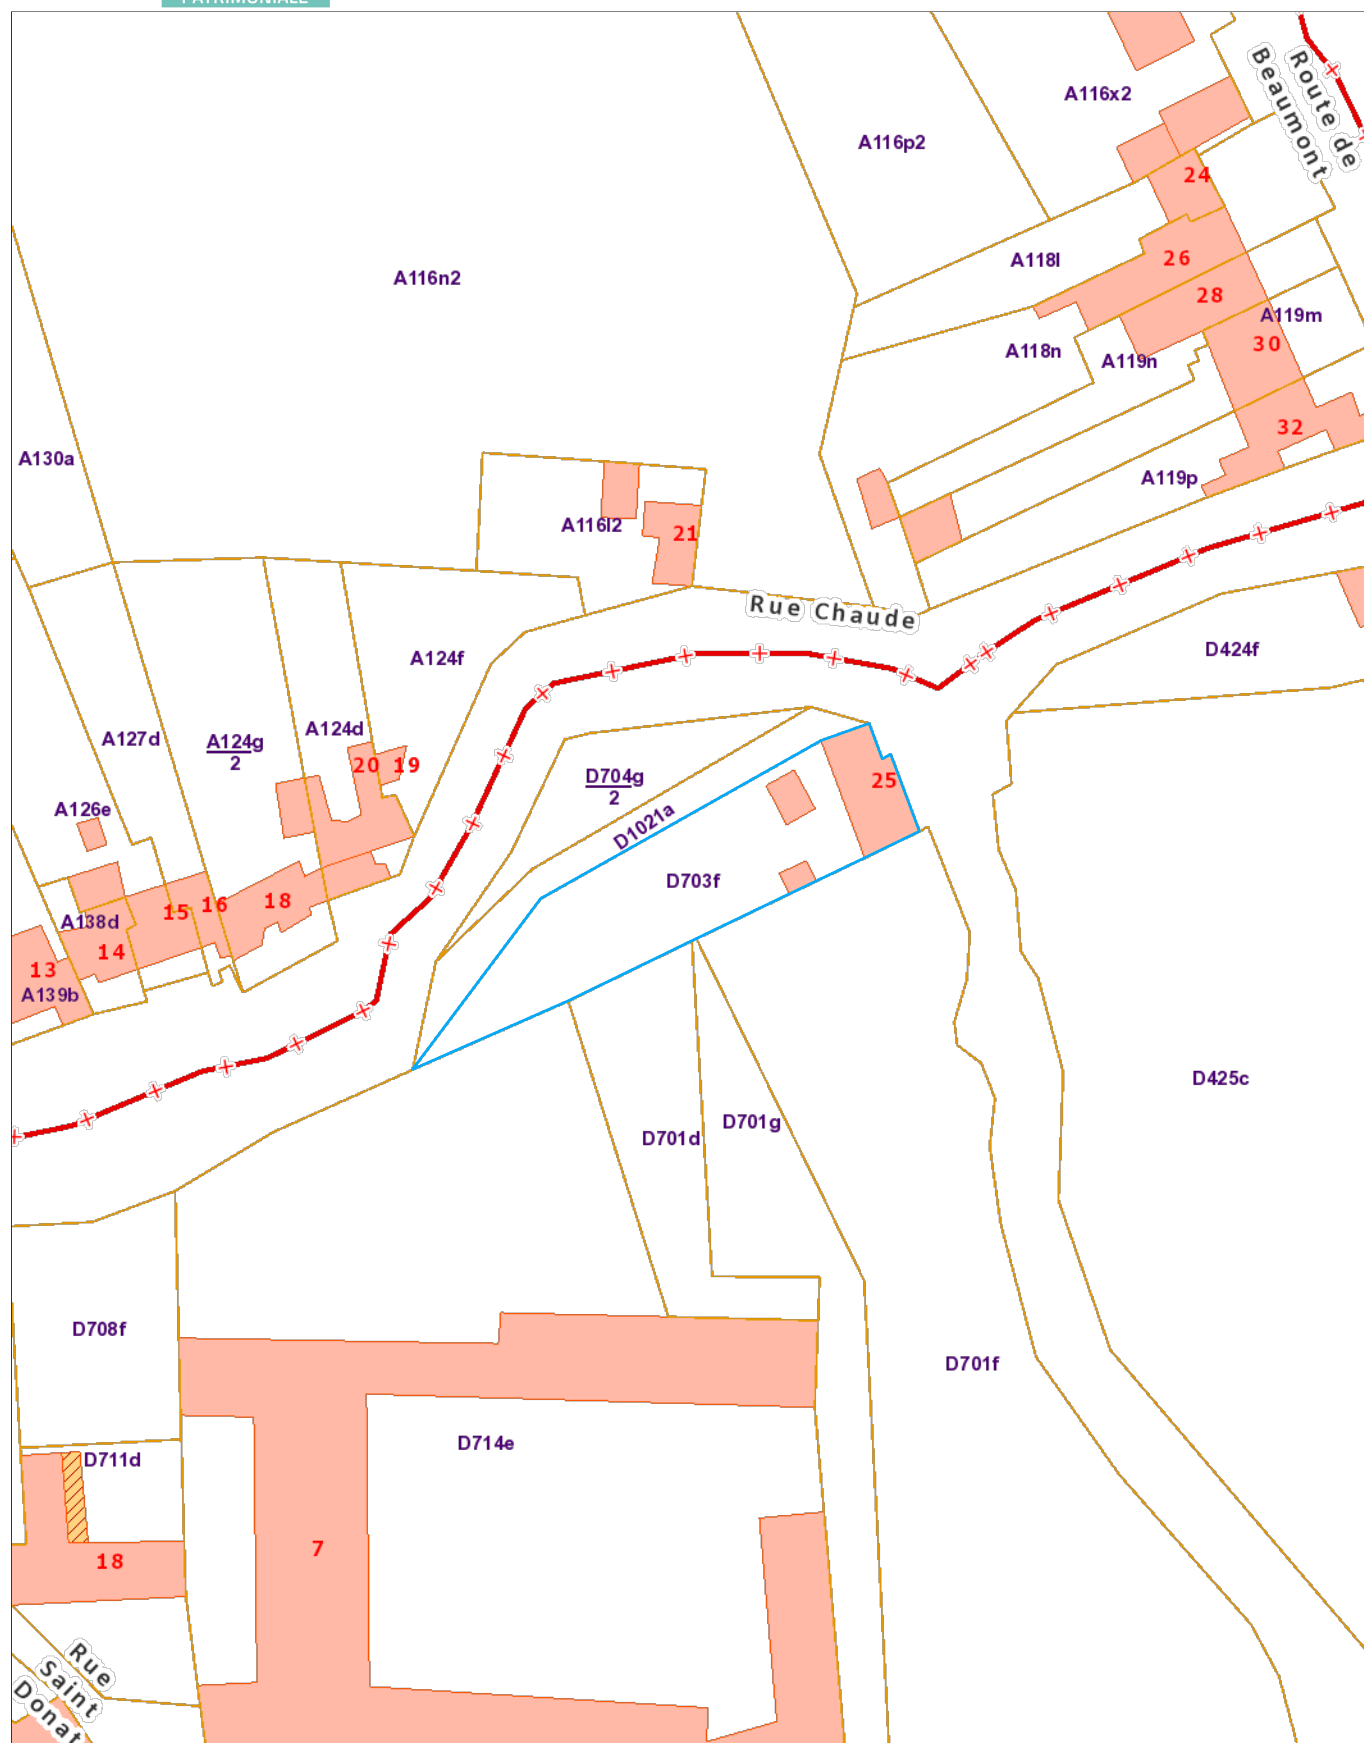 PATRIMONIALE
Route de
Beaumont
A116x2
A116p2
24
A118l
26
A116n2
28
A119m
30
A118n
A119n
32
A130a
A119p
A116l2
21
Rue Chaude
D424f
A124f
A124d
A127d
A124g
2
20
19
D704g
2
25
A126e
D1021a
D703f
18
16
15
A138d
14
13
A139b
D425c
D701g
D701d
D708f
D701f
D714e
D711d
7
18
Rue
Saint
Donat